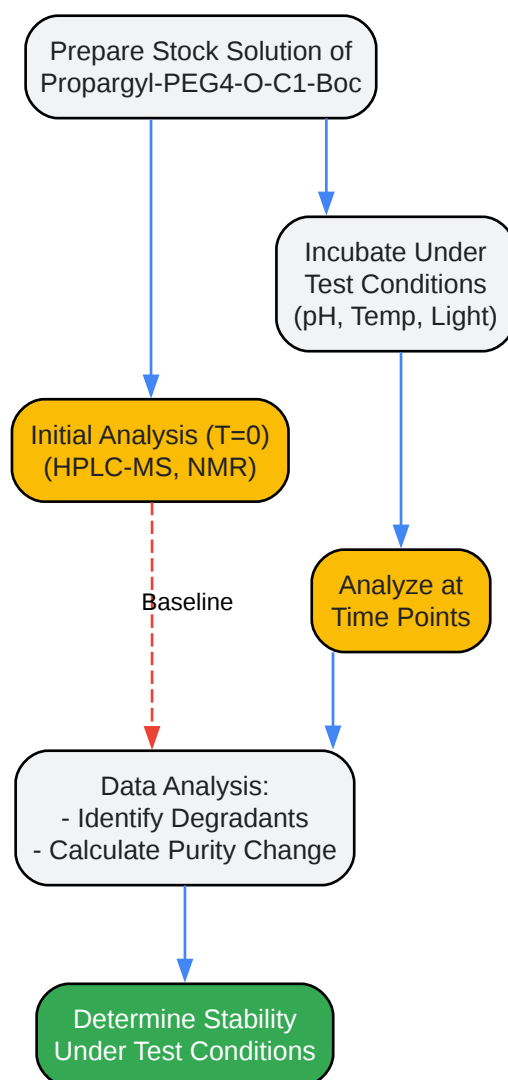 Prepare Stock Solution of
Propargyl-PEG4-O-C1-Boc
Incubate Under
Test Conditions
(pH, Temp, Light)
Initial Analysis (T=0)
(HPLC-MS, NMR)
Analyze at
Time Points
Baseline
Data Analysis:
- Identify Degradants
- Calculate Purity Change
Determine Stability
Under Test Conditions